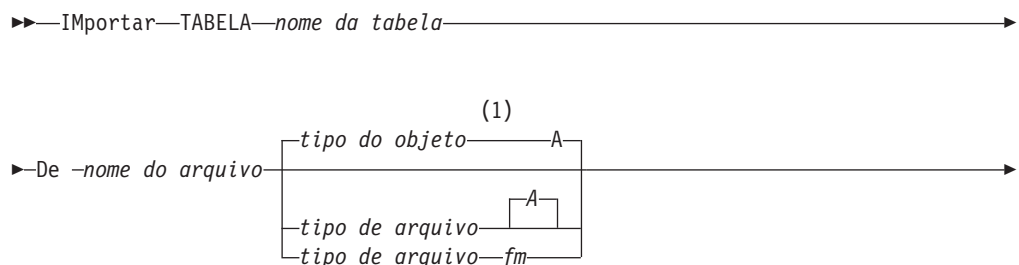 IMportar TABELA nome da tabela
(1)
tipo do objeto A
De nome do arquivo
A
tipo de arquivo
tipo de arquivo fm